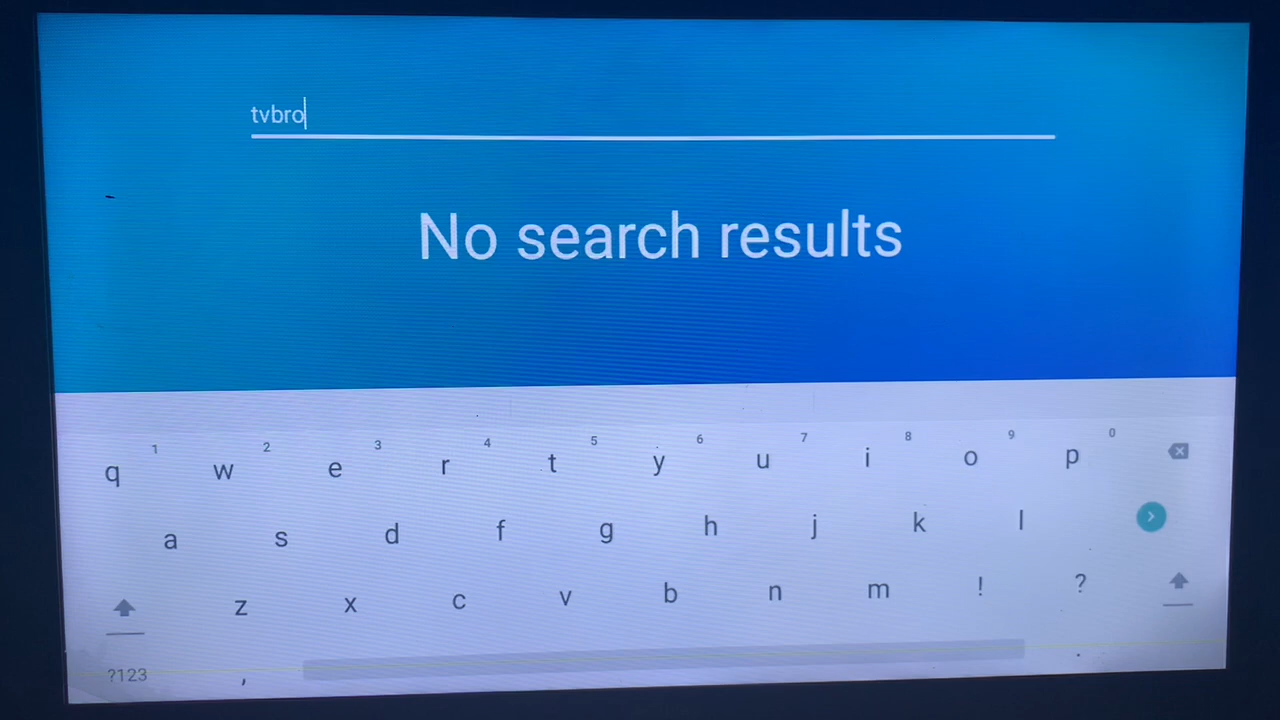 tvbro
No search results
1 2 3 4 5 6 7 8 9 0
q w e r t y u i o p
a s d f g h j k l
z x c v b n m ! ?
?123 , .